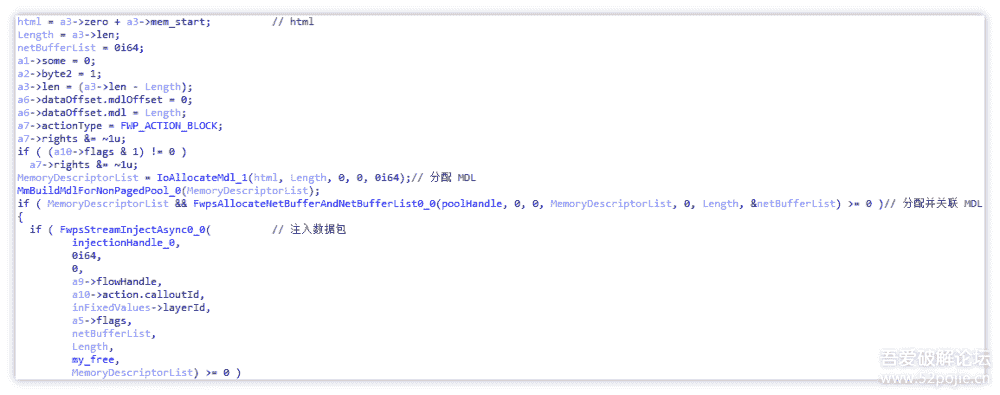 html = a3->zero + a3->mem_start;          // html
Length = a3->len;
netBufferList = 0i64;
a1->some = 0;
a2->byte2 = 1;
a3->len = (a3->len - Length);
a6->dataOffset.mdlOffset = 0;
a6->dataOffset.mdl = Length;
a7->actionType = FWP_ACTION_BLOCK;
a7->rights &= ~1u;
if ( (a10->flags & 1) != 0 )
  a7->rights &= ~1u;
MemoryDescriptorList = IoAllocateMdl_1(html, Length, 0, 0, 0i64);// 分配 MDL
MmBuildMdlForNonPagedPool_0(MemoryDescriptorList);
if ( MemoryDescriptorList && FwpsAllocateNetBufferAndNetBufferList0_0(poolHandle, 0, 0, MemoryDescriptorList, 0, Length, &netBufferList) >= 0 )// 分配并关联 MDL
{
  if ( FwpsStreamInjectAsync0_0(          // 注入数据包
         injectionHandle_0,
         0i64,
         0,
         a9->flowHandle,
         a10->action.calloutId,
         inFixedValues->layerId,
         a5->flags,
         netBufferList,
         Length,
         my_free,
         MemoryDescriptorList) >= 0 )
吾爱破解论坛
www.52pojie.cn